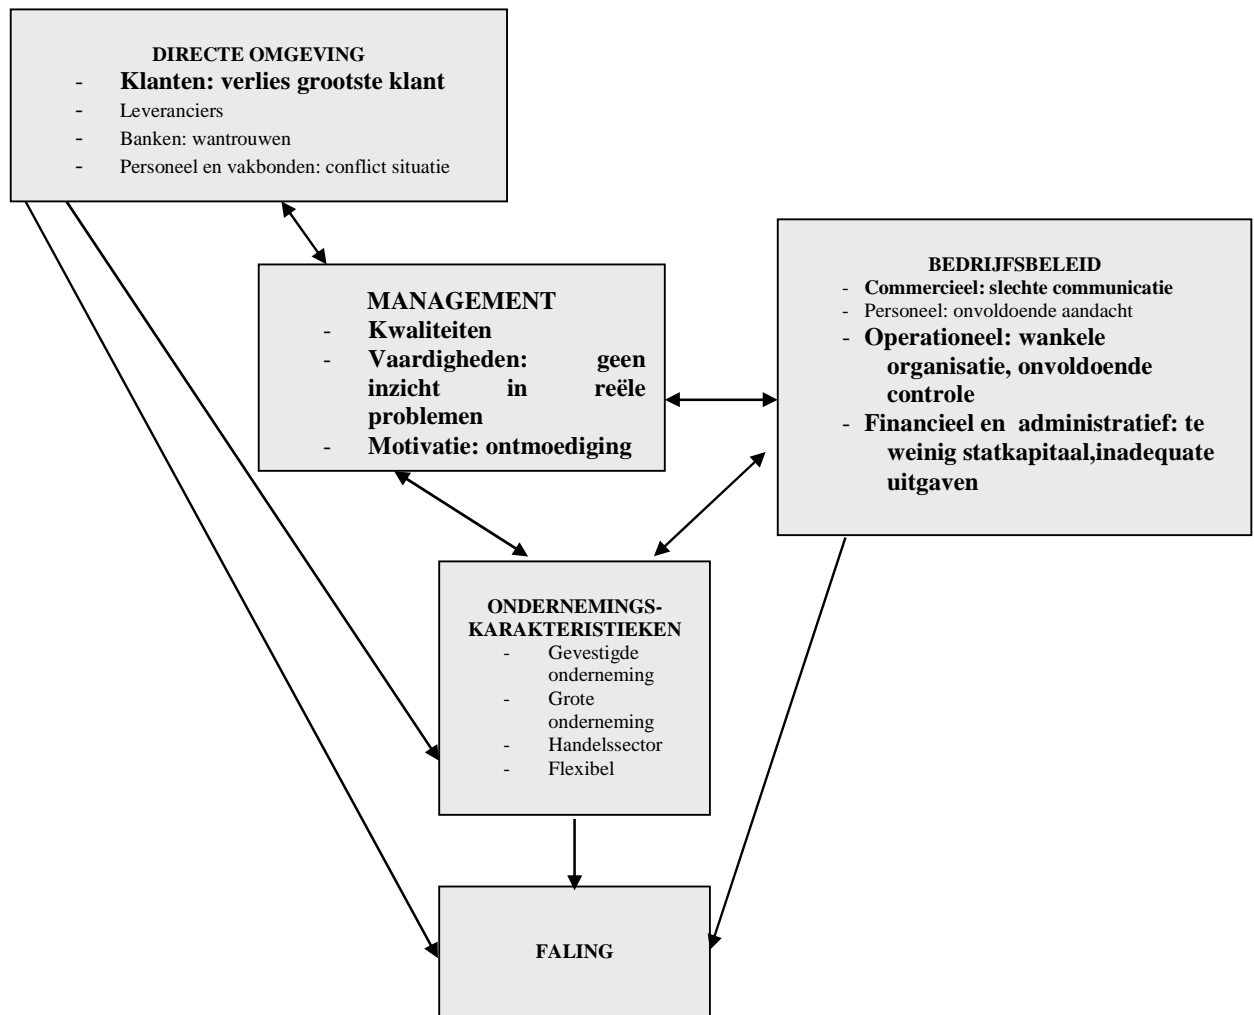 DIRECTE OMGEVING
- Klanten: verlies grootste klant
- Leveranciers
- Banken: wantrouwen
- Personeel en vakbonden: conflict situatie
MANAGEMENT
- Kwaliteiten
- Vaardigheden: geen
inzicht in reële
problemen
- Motivatie: ontmoediging
BEDRIJFSBELEID
- Commercieel: slechte communicatie
- Personeel: onvoldoende aandacht
- Operationeel: wankele
organisatie, onvoldoende
controle
- Financieel en administratief: te
weinig statkapitaal,inadequate
uitgaven
ONDERNEMINGS-
KARAKTERISTIEKEN
- Gevestigde
onderneming
- Grote
onderneming
- Handelssector
- Flexibel
FALING